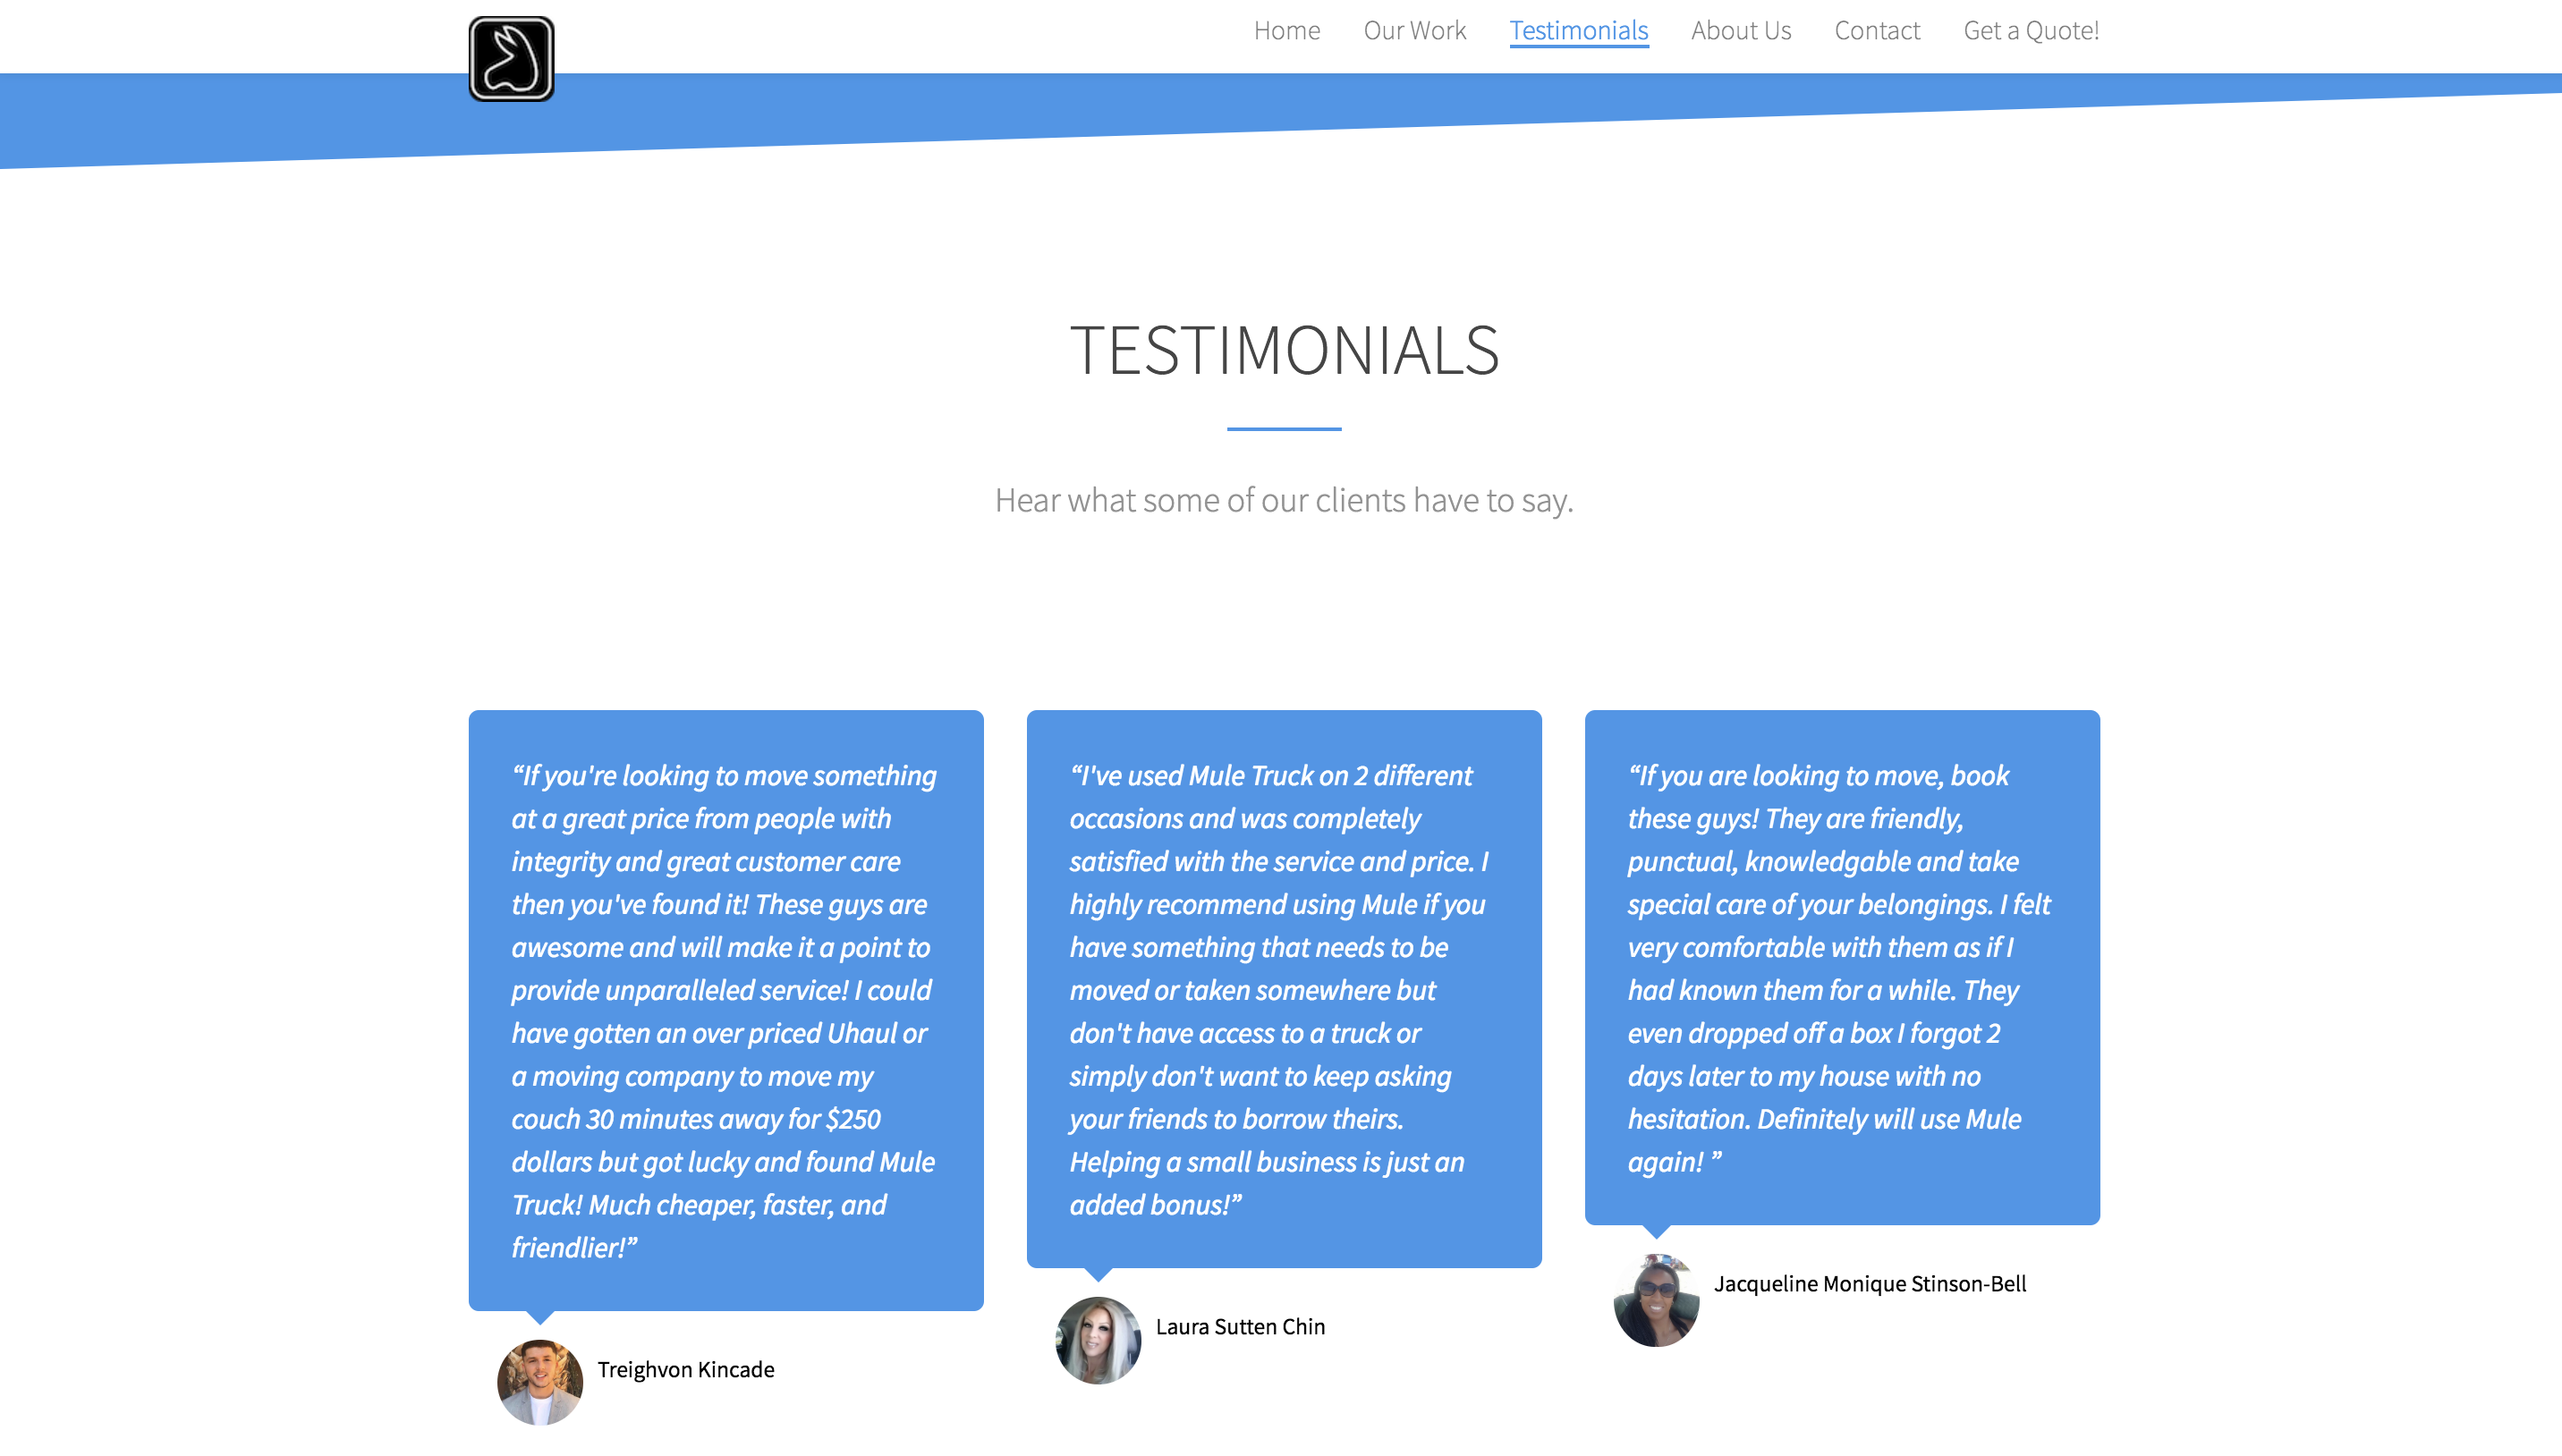 Home Our Work Testimonials About Us Contact Get a Quote!
TESTIMONIALS
Hear what some of our clients have to say.
“If you're looking to move something
at a great price from people with
integrity and great customer care
then you've found it! These guys are
awesome and will make it a point to
provide unparalleled service! I could
have gotten an over priced Uhaul or
a moving company to move my
couch 30 minutes away for $250
dollars but got lucky and found Mule
Truck! Much cheaper, faster, and
friendlier!”
Treighvon Kincade
“I've used Mule Truck on 2 different
occasions and was completely
satisfied with the service and price. I
highly recommend using Mule if you
have something that needs to be
moved or taken somewhere but
don't have access to a truck or
simply don't want to keep asking
your friends to borrow theirs.
Helping a small business is just an
added bonus!”
Laura Sutten Chin
“If you are looking to move, book
these guys! They are friendly,
punctual, knowledgable and take
special care of your belongings. I felt
very comfortable with them as if I
had known them for a while. They
even dropped off a box I forgot 2
days later to my house with no
hesitation. Definitely will use Mule
again! ”
Jacqueline Monique Stinson-Bell